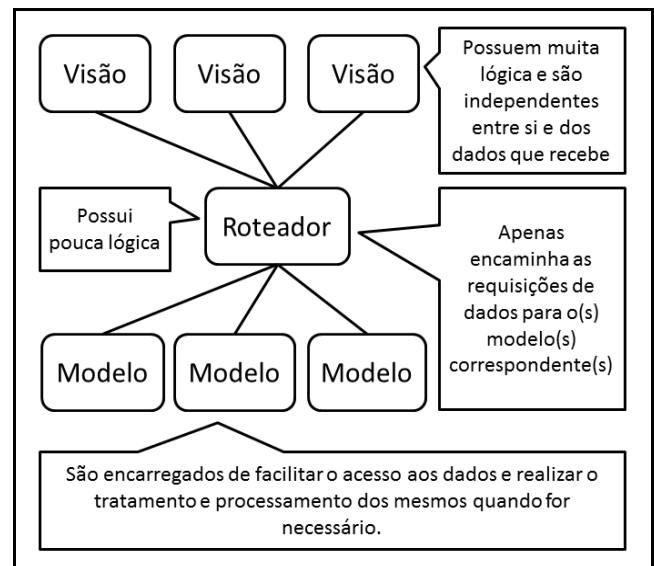 Visão
Visão
Visão
Possuem muita
lógica e são
independentes
entre si e dos
dados que recebe
Possui
pouca lógica
Roteador
Apenas
encaminha as
requisições de
dados para o(s)
modelo(s)
correspondente(s)
Modelo
Modelo
Modelo
São encarregados de facilitar o acesso aos dados e realizar o
tratamento e processamento dos mesmos quando for
necessário.